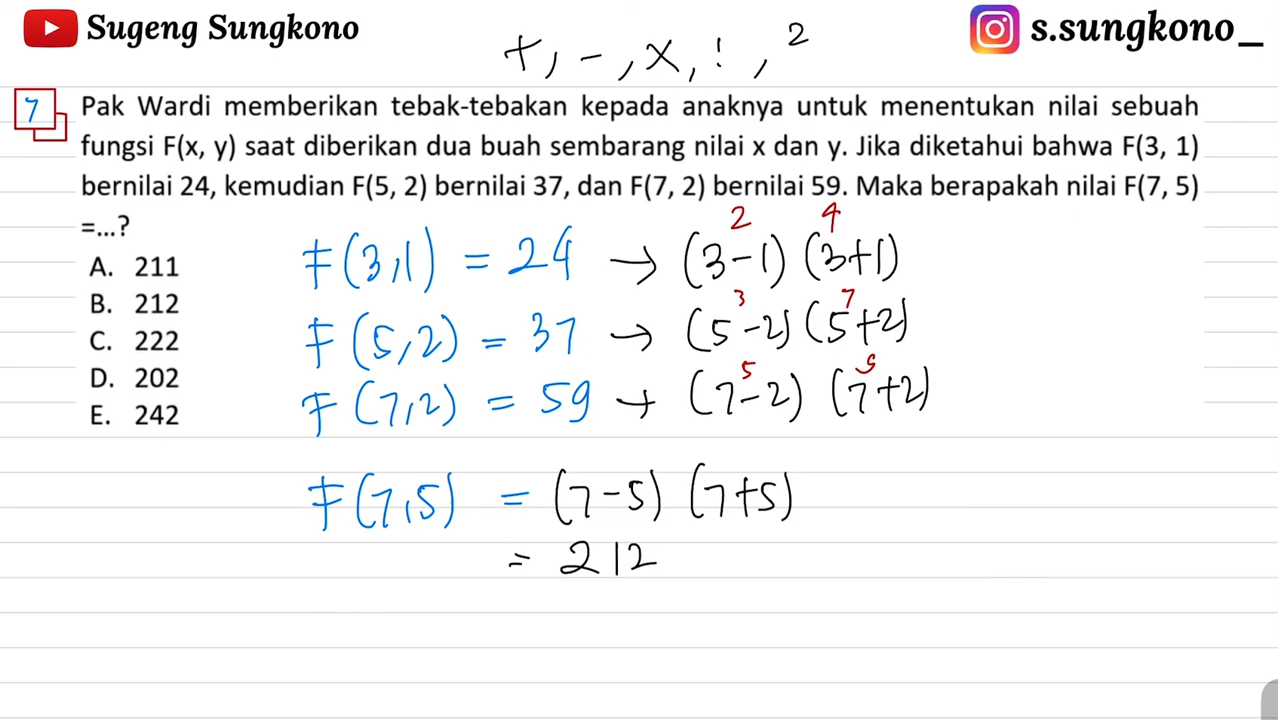 Sugeng Sungkono
s.sungkono_
+, -, x, !, ²
7
Pak Wardi memberikan tebak-tebakan kepada anaknya untuk menentukan nilai sebuah
fungsi F(x, y) saat diberikan dua buah sembarang nilai x dan y. Jika diketahui bahwa F(3, 1)
bernilai 24, kemudian F(5, 2) bernilai 37, dan F(7, 2) bernilai 59. Maka berapakah nilai F(7, 5)
=...?
A. 211
B. 212
C. 222
D. 202
E. 242
2 4
F(3,1) = 24 → (3-1) (3+1)
3 7
F(5,2) = 37 → (5-2) (5+2)
5 9
F(7,2) = 59 → (7-2) (7+2)
F(7,5) = (7-5) (7+5)
= 212